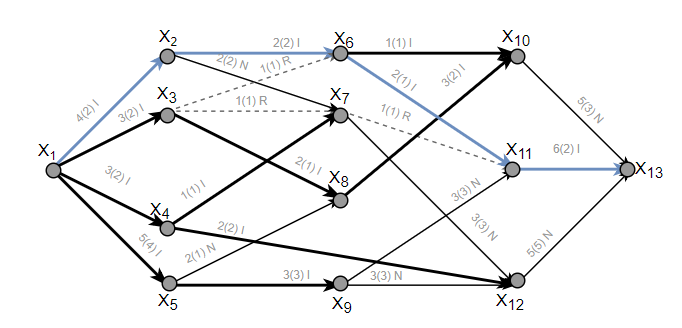 X10
X6
X2
2(2) I
1(1) I
2(2) N
1(1) R
3(2) I
2(1) I
X7
X3
4(2) I
3(2) I
1(1) R
1(1) R
5(3) N
X1
X11
6(2) I
X13
2(1) I
X8
3(2) I
1(1) I
3(3) N
X4
2(2) I
3(3) N
5(4) I
2(1) N
5(5) N
3(3) I
3(3) N
X5
X9
X12